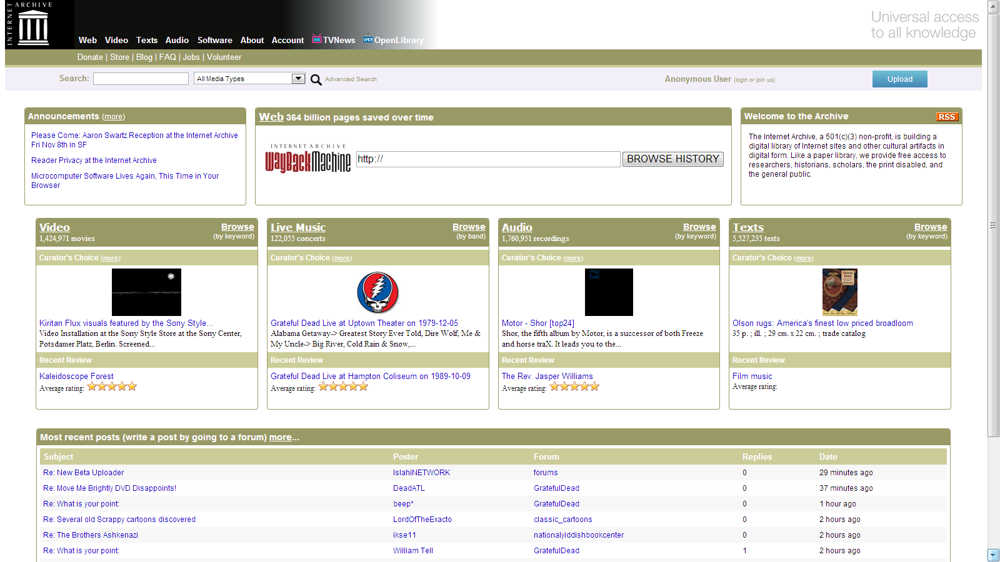 INTERNET ARCHIVE
Universal access
to all knowledge
Web Video Texts Audio Software About Account TVNews OPEN OpenLibrary
Donate | Store | Blog | FAQ | Jobs | Volunteer
Search: All Media Types Advanced Search Anonymous User (login or join us) Upload
Announcements (more)
Please Come: Aaron Swartz Reception at the Internet Archive
Fri Nov 8th in SF
Reader Privacy at the Internet Archive
Microcomputer Software Lives Again, This Time in Your
Browser
Web 364 billion pages saved over time
INTERNET ARCHIVE
WayBackMachine
http://
BROWSE HISTORY
Welcome to the Archive RSS
The Internet Archive, a 501(c)(3) non-profit, is building a
digital library of Internet sites and other cultural artifacts in
digital form. Like a paper library, we provide free access to
researchers, historians, scholars, the print disabled, and
the general public.
Video Browse
1,424,971 movies (by keyword)
Curator's Choice (more)
Kiritan Flux visuals featured by the Sony Style...
Video Installation at the Sony Style Store at the Sony Center,
Potsdamer Platz, Berlin. Screened...
Recent Review
Kaleidoscope Forest
Average rating:
Live Music Browse
122,055 concerts (by band)
Curator's Choice (more)
Grateful Dead Live at Uptown Theater on 1979-12-05
Alabama Getaway-> Greatest Story Ever Told, Dire Wolf, Me &
My Uncle-> Big River, Cold Rain & Snow,...
Recent Review
Grateful Dead Live at Hampton Coliseum on 1989-10-09
Average rating:
Audio Browse
1,760,951 recordings (by keyword)
Curator's Choice (more)
Motor - Shor [top24]
Shor, the fifth album by Motor, is a successor of both Freeze
and horse traX. It leads you to the...
Recent Review
The Rev. Jasper Williams
Average rating:
Texts Browse
5,527,235 texts (by keyword)
Curator's Choice (more)
OLSON RUGS
Olson rugs: America's finest low priced broadloom
35 p. ; ill. ; 29 cm. x 22 cm. ; trade catalog
Recent Review
Film music
Average rating:
Most recent posts (write a post by going to a forum) more...
Subject Poster Forum Replies Date
Re: New Beta Uploader IslahiNETWORK forums 0 29 minutes ago
Re: Move Me Brightly DVD Disappoints! DeadATL GratefulDead 0 37 minutes ago
Re: What is your point: beep* GratefulDead 0 1 hour ago
Re: Several old Scrappy cartoons discovered LordOfTheExacto classic_cartoons 0 2 hours ago
Re: The Brothers Ashkenazi ikse11 nationalyiddishbookcenter 0 2 hours ago
Re: What is your point: William Tell GratefulDead 1 2 hours ago